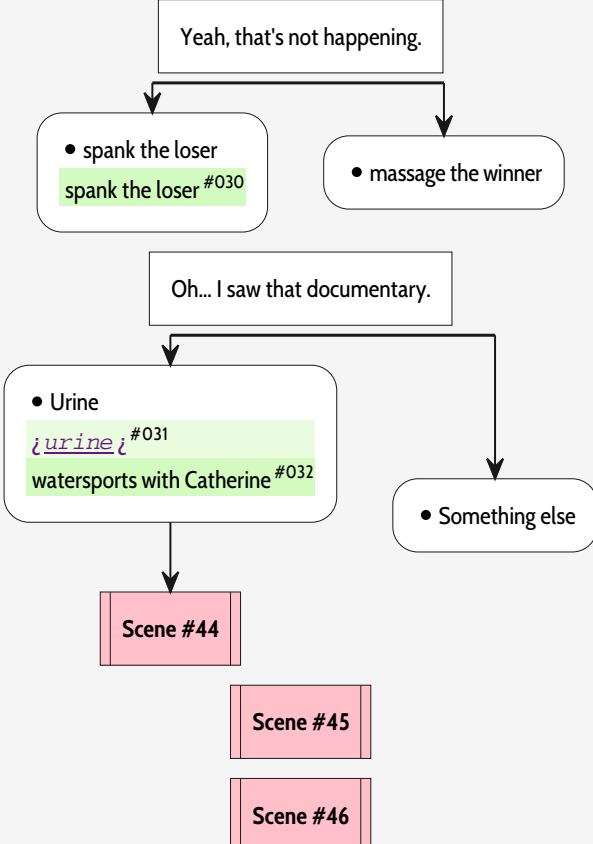 Yeah, that's not happening.
• spank the loser
spank the loser #030
• massage the winner
Oh... I saw that documentary.
• Urine
¿urine¿ #031
watersports with Catherine #032
• Something else
Scene #44
Scene #45
Scene #46